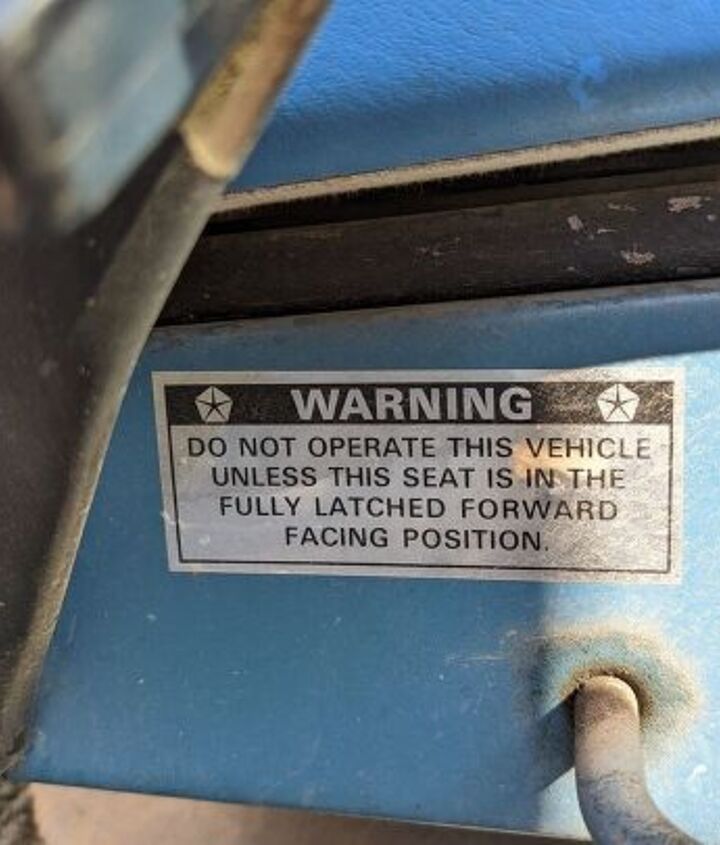 WARNING
DO NOT OPERATE THIS VEHICLE
UNLESS THIS SEAT IS IN THE
FULLY LATCHED FORWARD
FACING POSITION.